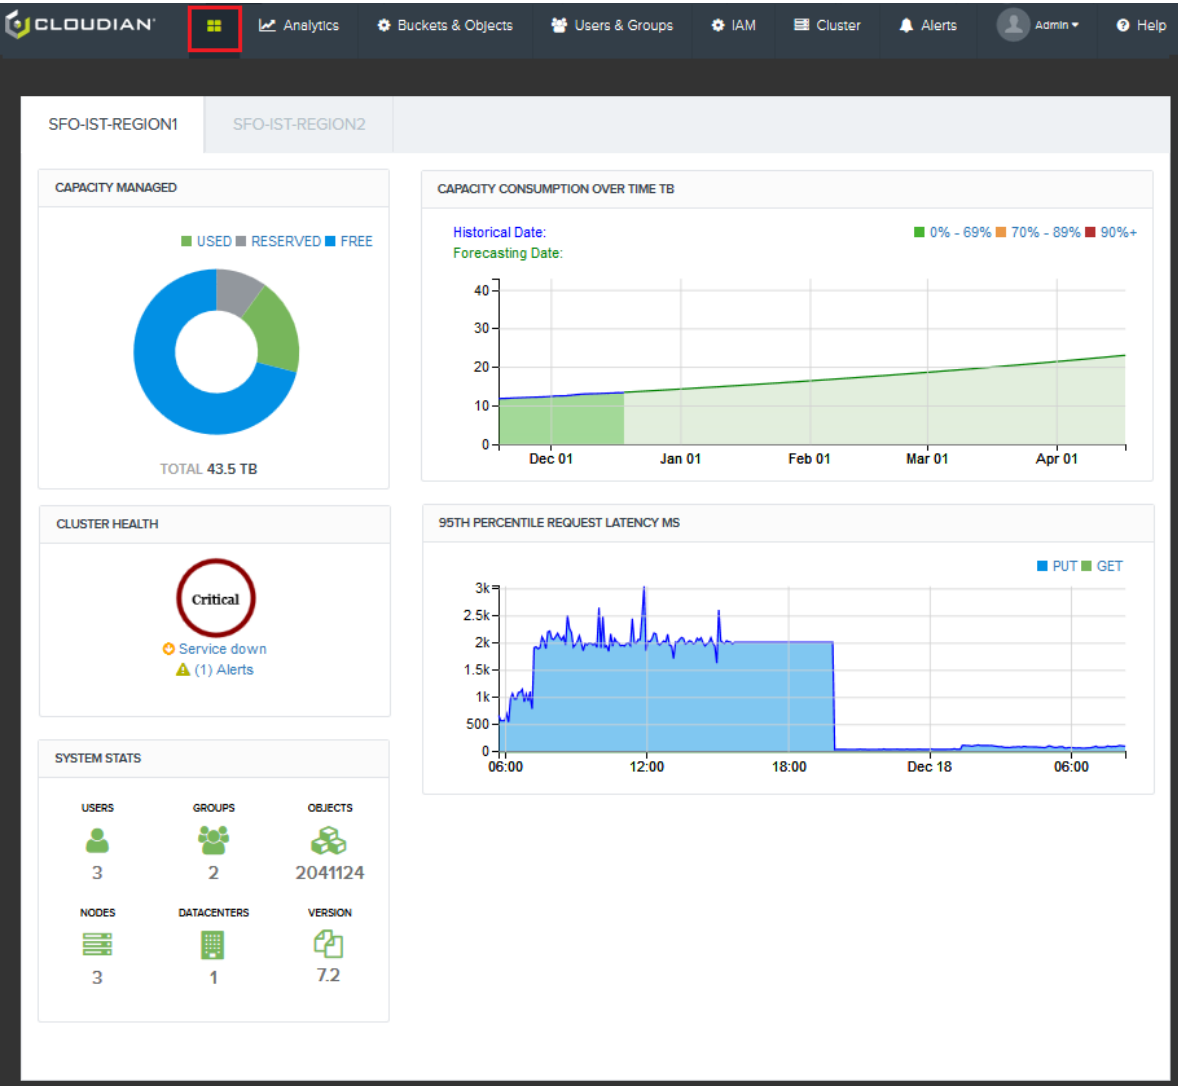 CLOUDIAN Analytics Buckets & Objects Users & Groups IAM Cluster Alerts Admin Help
SFO-IST-REGION1 SFO-IST-REGION2
CAPACITY MANAGED
USED RESERVED FREE
TOTAL 43.5 TB
CAPACITY CONSUMPTION OVER TIME TB
Historical Date:
0% - 69% 70% - 89% 90%+
Forecasting Date:
40
30
20
10
0
Dec 01 Jan 01 Feb 01 Mar 01 Apr 01
CLUSTER HEALTH
Critical
Service down
(1) Alerts
95TH PERCENTILE REQUEST LATENCY MS
PUT GET
3k
2.5k
2k
1.5k
1k
500
0
06:00 12:00 18:00 Dec 18 06:00
SYSTEM STATS
USERS GROUPS OBJECTS
3 2 2041124
NODES DATACENTERS VERSION
3 1 7.2